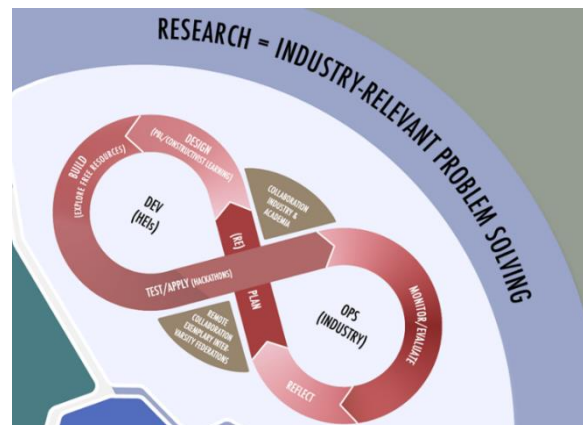 RESEARCH = INDUSTRY-RELEVANT PROBLEM SOLVING
DESIGN
(PBL/CONSTRUCTIVIST LEARNING)
BUILD
(EXPLORE FREE RESOURCES)
DEV
(HEIs)
COLLABORATION
INDUSTRY &
ACADEMIA
(RE) PLAN
TEST/APPLY (HACKATHONS)
OPS
(INDUSTRY)
MONITOR/EVALUATE
REMOTE
COLLABORATION
EXEMPLARY INTER-
VARSITY FEDERATIONS
REFLECT